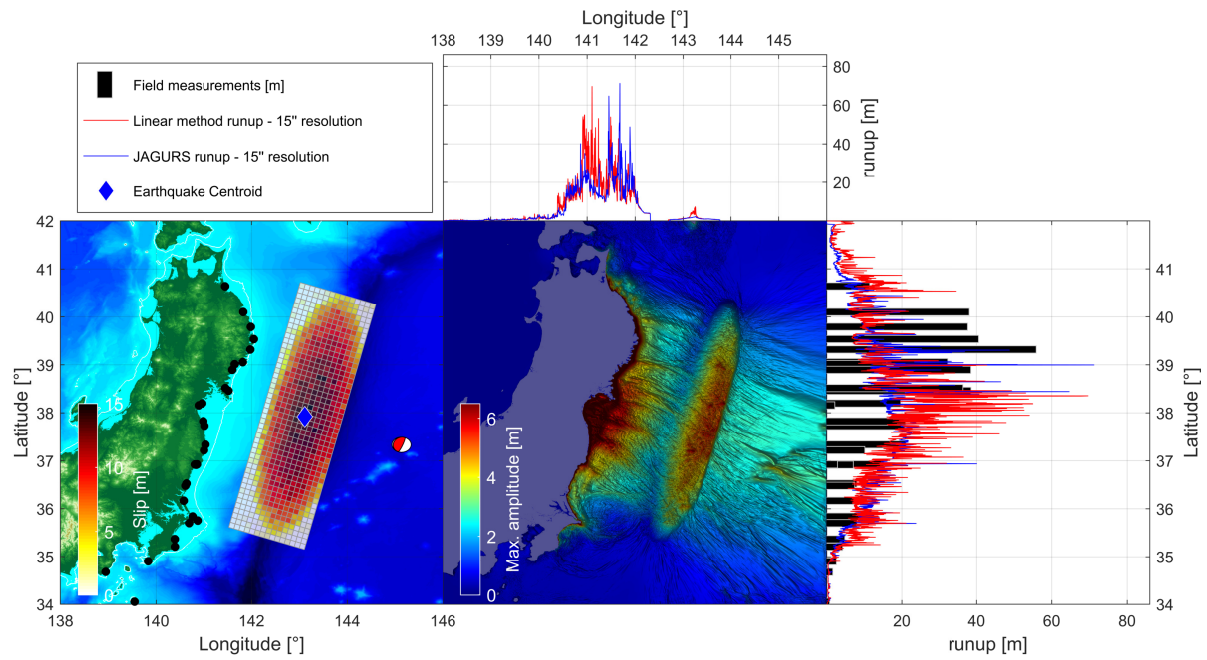 Longitude [°]
138 139 140 141 142 143 144 145
80
60
40
20
runup [m]
Field measurements [m]
Linear method runup - 15" resolution
JAGURS runup - 15" resolution
Earthquake Centroid
42
41
40
39
38
37
36
35
34
Latitude [°]
15
10
5
0
Slip [m]
138 140 142 144 146
Longitude [°]
6
4
2
0
Max. amplitude [m]
41
40
39
38
37
36
35
34
Latitude [°]
20 40 60 80
runup [m]